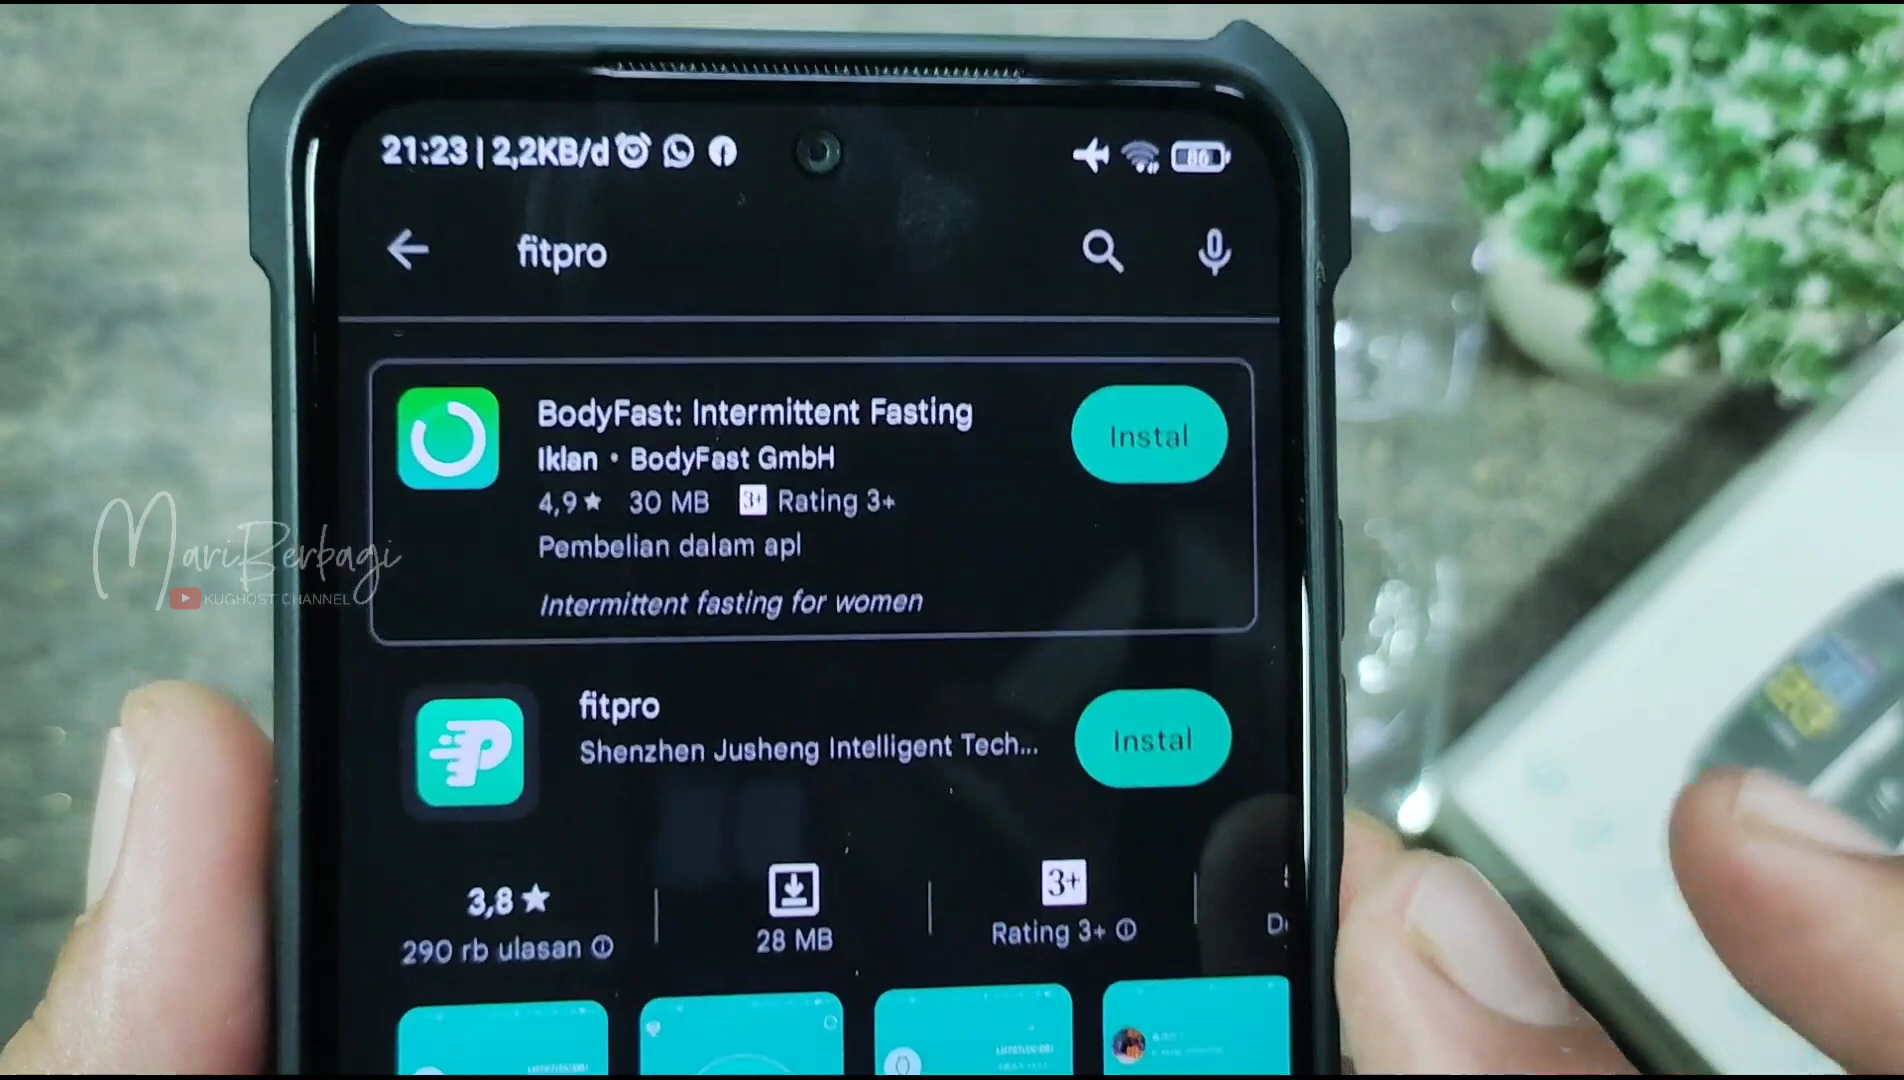 21:23 | 2,2KB/d
86
fitpro
BodyFast: Intermittent Fasting
Iklan • BodyFast GmbH
Instal
4,9★ 30 MB 3+ Rating 3+
Pembelian dalam apl
Intermittent fasting for women
MariBerbagi
KUGHOST CHANNEL
fitpro
Shenzhen Jusheng Intelligent Tech...
Instal
3,8★
290 rb ulasan
28 MB
3+
Rating 3+